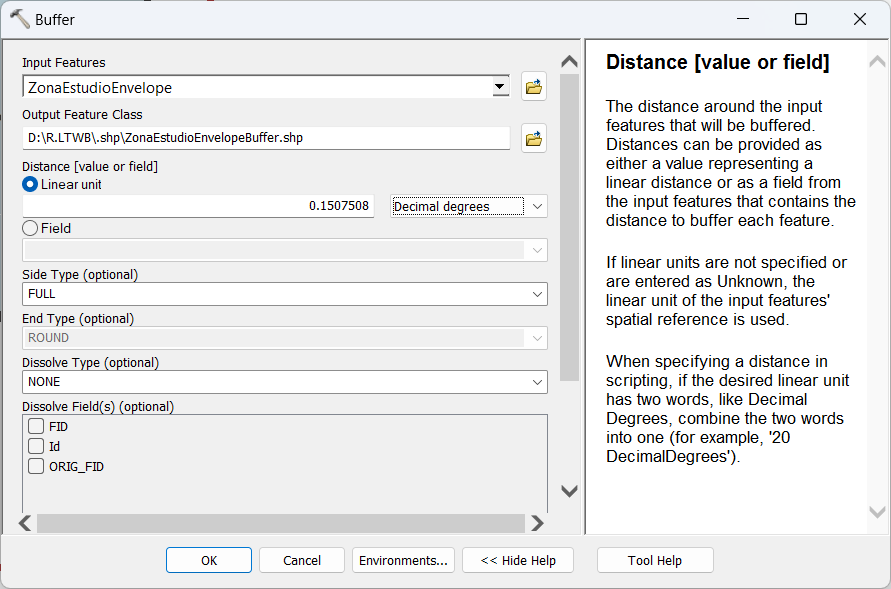 Buffer
Input Features
ZonaEstudioEnvelope
Output Feature Class
D:\R.LTWB\.shp\ZonaEstudioEnvelopeBuffer.shp
Distance [value or field]
Linear unit
0.1507508 Decimal degrees
Field
Side Type (optional)
FULL
End Type (optional)
ROUND
Dissolve Type (optional)
NONE
Dissolve Field(s) (optional)
FID
Id
ORIG_FID
Distance [value or field]
The distance around the input
features that will be buffered.
Distances can be provided as
either a value representing a
linear distance or as a field from
the input features that contains the
distance to buffer each feature.
If linear units are not specified or
are entered as Unknown, the
linear unit of the input features'
spatial reference is used.
When specifying a distance in
scripting, if the desired linear unit
has two words, like Decimal
Degrees, combine the two words
into one (for example, '20
DecimalDegrees').
OK Cancel Environments... << Hide Help Tool Help